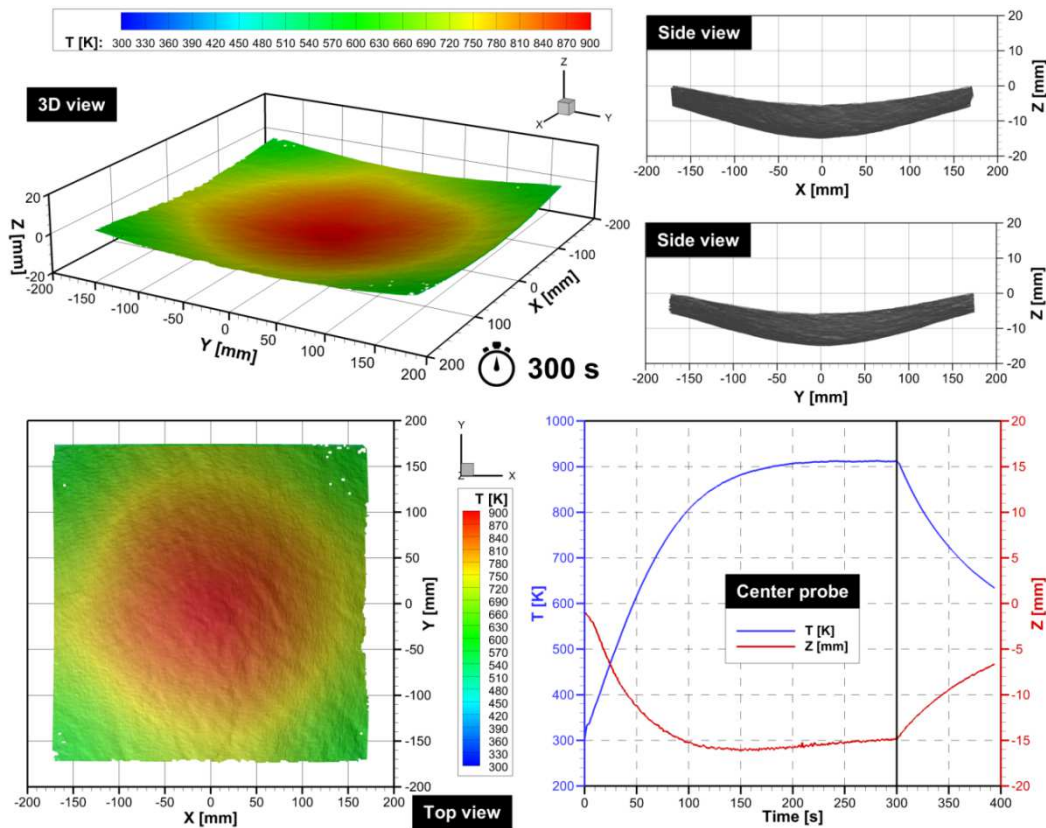 T [K]: 300 330 360 390 420 450 480 510 540 570 600 630 660 690 720 750 780 810 840 870 900
3D view
Z
X
Y
20
0
-20
Z [mm]
-200
-150
-100
-50
0
50
100
150
200
Y [mm]
-200
-100
0
100
200
X [mm]
300 s
Side view
20
10
0
-10
-20
Z [mm]
-200 -150 -100 -50 0 50 100 150 200
X [mm]
Side view
20
10
0
-10
-20
Z [mm]
-200 -150 -100 -50 0 50 100 150 200
Y [mm]
200
150
100
50
0
-50
-100
-150
-200
Y [mm]
-200 -150 -100 -50 0 50 100 150 200
X [mm]
Top view
Y
Z
X
T [K]
900
870
840
810
780
750
720
690
660
630
600
570
540
510
480
450
420
390
360
330
300
1000
900
800
700
600
500
400
300
200
T [K]
Center probe
T [K]
Z [mm]
20
15
10
5
0
-5
-10
-15
-20
Z [mm]
0 50 100 150 200 250 300 350 400
Time [s]